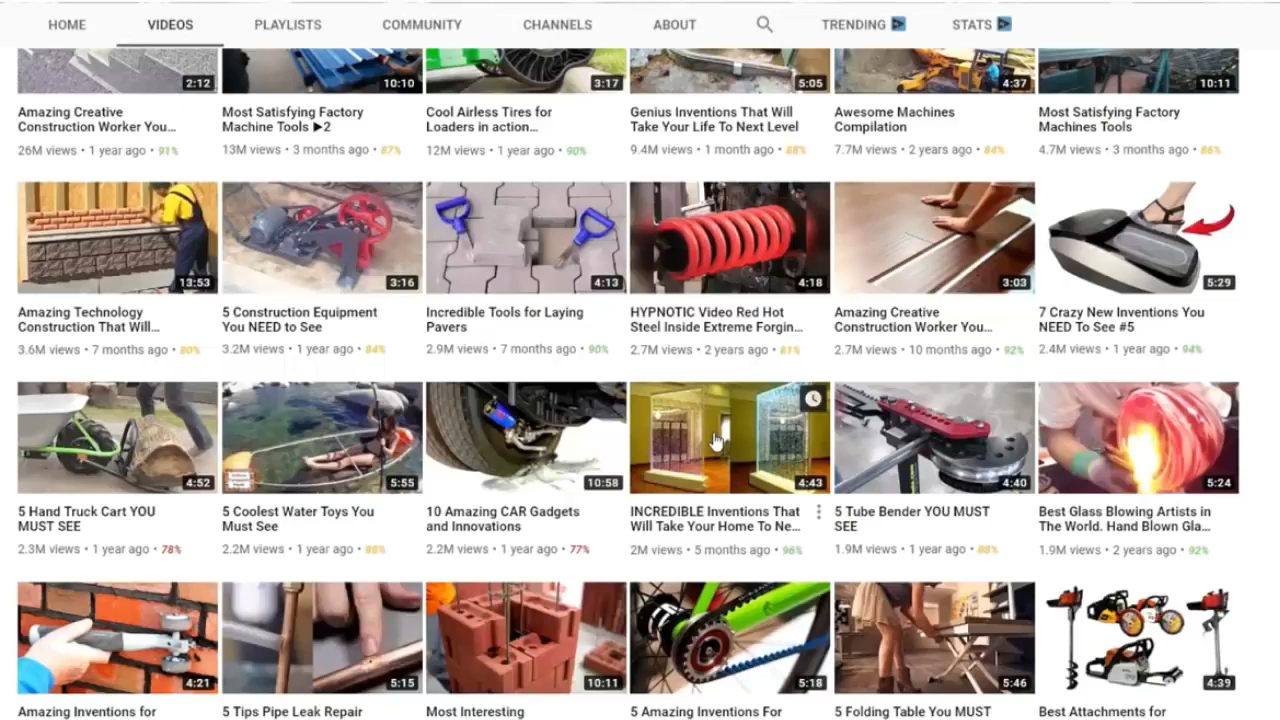 HOME VIDEOS PLAYLISTS COMMUNITY CHANNELS ABOUT TRENDING STATS
2:12 10:10 3:17 5:05 4:37 10:11
Amazing Creative
Construction Worker You...
26M views • 1 year ago • 91%
Most Satisfying Factory
Machine Tools ▶2
13M views • 3 months ago • 87%
Cool Airless Tires for
Loaders in action...
12M views • 1 year ago • 90%
Genius Inventions That Will
Take Your Life To Next Level
9.4M views • 1 month ago • 88%
Awesome Machines
Compilation
7.7M views • 2 years ago • 84%
Most Satisfying Factory
Machines Tools
4.7M views • 3 months ago • 86%
13:53 3:16 4:13 4:18 3:03 5:29
Amazing Technology
Construction That Will...
3.6M views • 7 months ago • 80%
5 Construction Equipment
You NEED to See
3.2M views • 1 year ago • 84%
Incredible Tools for Laying
Pavers
2.9M views • 7 months ago • 90%
HYPNOTIC Video Red Hot
Steel Inside Extreme Forgin...
2.7M views • 2 years ago • 81%
Amazing Creative
Construction Worker You...
2.7M views • 10 months ago • 92%
7 Crazy New Inventions You
NEED To See #5
2.4M views • 1 year ago • 94%
4:52 5:55 10:58 4:43 4:40 5:24
5 Hand Truck Cart YOU
MUST SEE
2.3M views • 1 year ago • 78%
5 Coolest Water Toys You
Must See
2.2M views • 1 year ago • 88%
10 Amazing CAR Gadgets
and Innovations
2.2M views • 1 year ago • 77%
INCREDIBLE Inventions That
Will Take Your Home To Ne...
2M views • 5 months ago • 96%
5 Tube Bender YOU MUST
SEE
1.9M views • 1 year ago • 88%
Best Glass Blowing Artists in
The World. Hand Blown Gla...
1.9M views • 2 years ago • 92%
4:21 5:15 10:11 5:18 5:46 4:39
Amazing Inventions for
5 Tips Pipe Leak Repair
Most Interesting
5 Amazing Inventions For
5 Folding Table You MUST
Best Attachments for